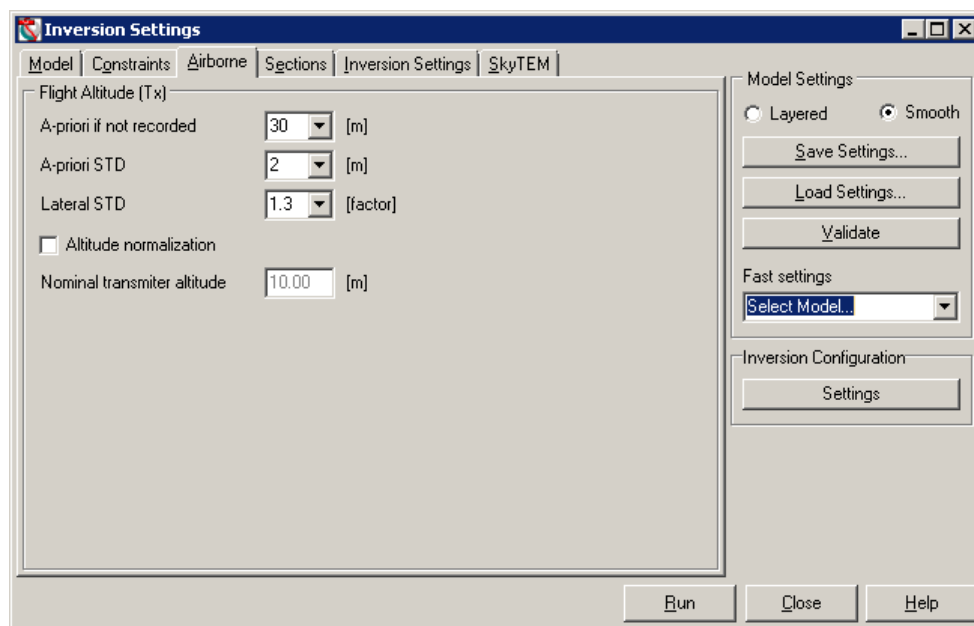 Inversion Settings
Model Constraints Airborne Sections Inversion Settings SkyTEM
Flight Altitude (Tx)
A-priori if not recorded 30 [m]
A-priori STD 2 [m]
Lateral STD 1.3 [factor]
Altitude normalization
Nominal transmiter altitude 10.00 [m]
Model Settings
Layered Smooth
Save Settings...
Load Settings...
Validate
Fast settings
Select Model...
Inversion Configuration
Settings
Run Close Help